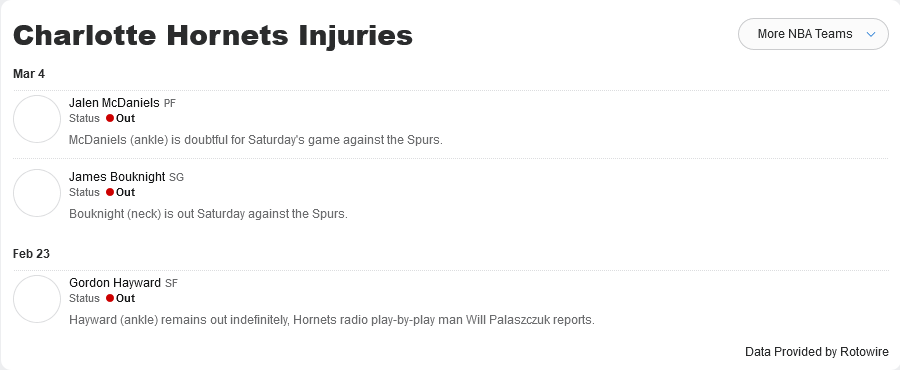 Charlotte Hornets Injuries
More NBA Teams
Mar 4
Jalen McDaniels PF
Status Out
McDaniels (ankle) is doubtful for Saturday's game against the Spurs.
James Bouknight SG
Status Out
Bouknight (neck) is out Saturday against the Spurs.
Feb 23
Gordon Hayward SF
Status Out
Hayward (ankle) remains out indefinitely, Hornets radio play-by-play man Will Palaszczuk reports.
Data Provided by Rotowire